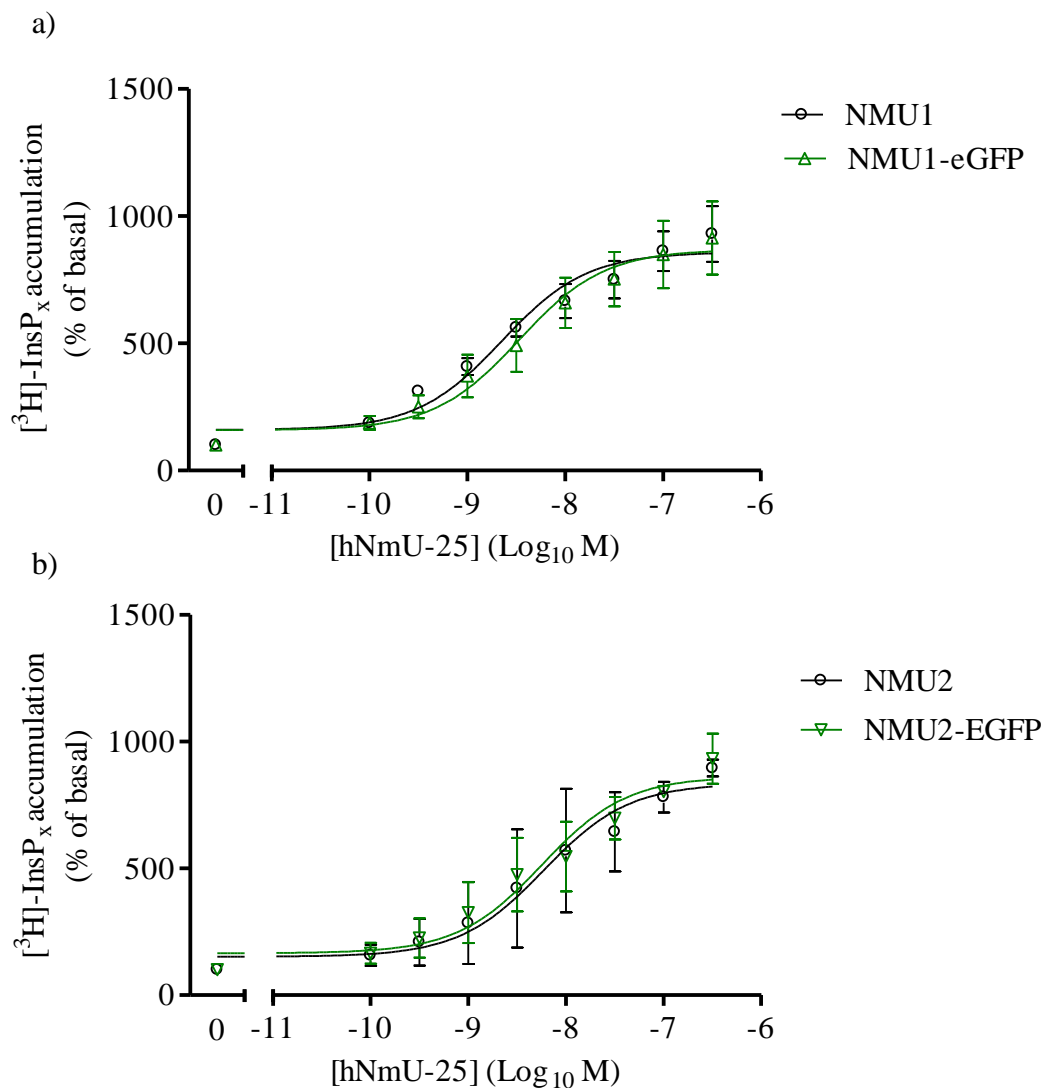 a)
1500
1000
500
0
[³H]-InsPₓ accumulation
(% of basal)
0 -11 -10 -9 -8 -7 -6
[hNmU-25] (Log₁₀ M)
NMU1
NMU1-eGFP
b)
1500
1000
500
0
[³H]-InsPₓ accumulation
(% of basal)
0 -11 -10 -9 -8 -7 -6
[hNmU-25] (Log₁₀ M)
NMU2
NMU2-EGFP